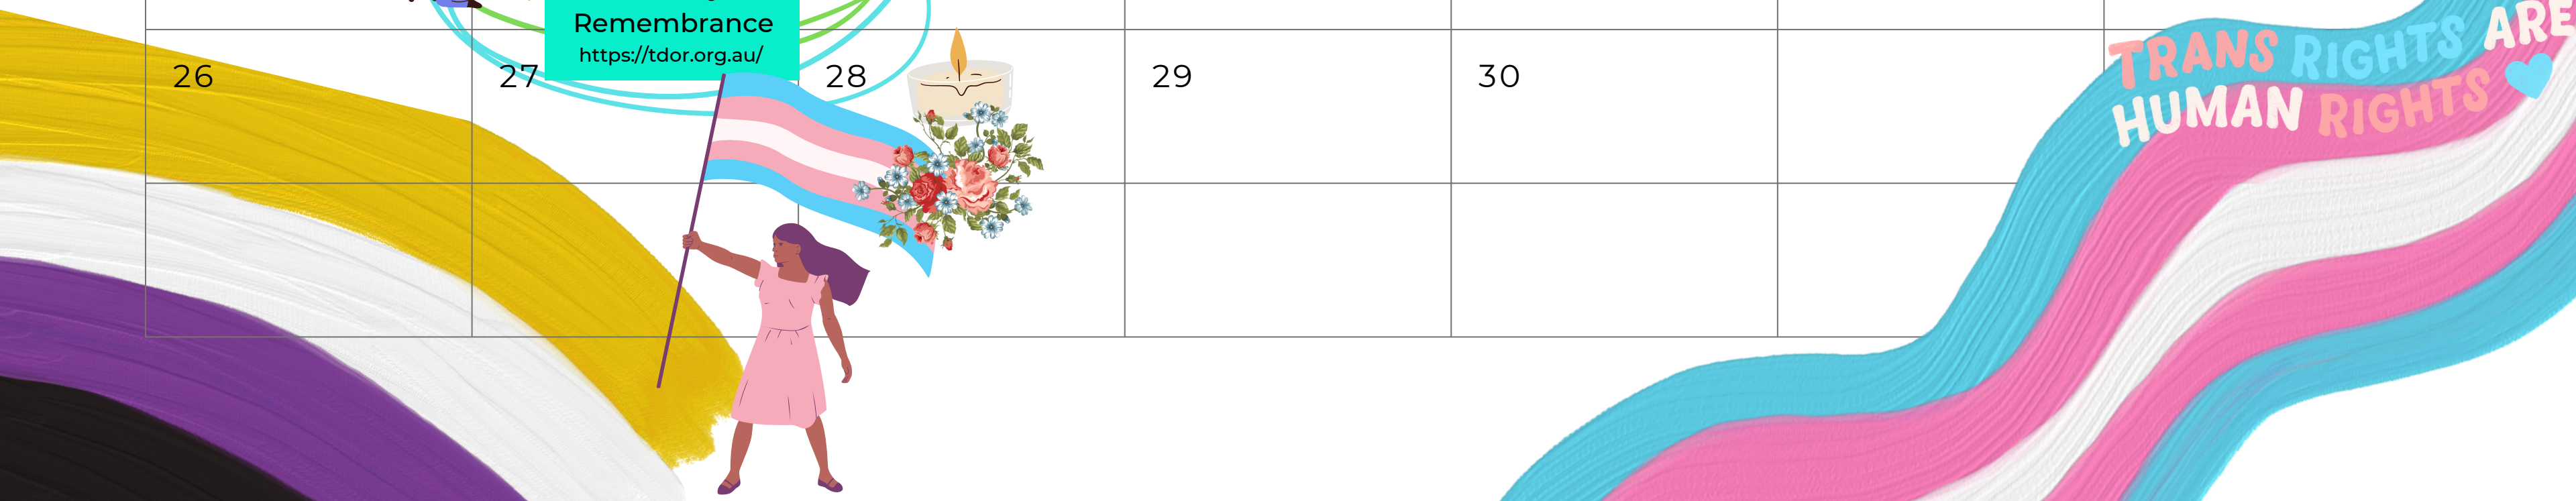 Remembrance
https://tdor.org.au/
26
27
28
29
30
TRANS RIGHTS ARE
HUMAN RIGHTS